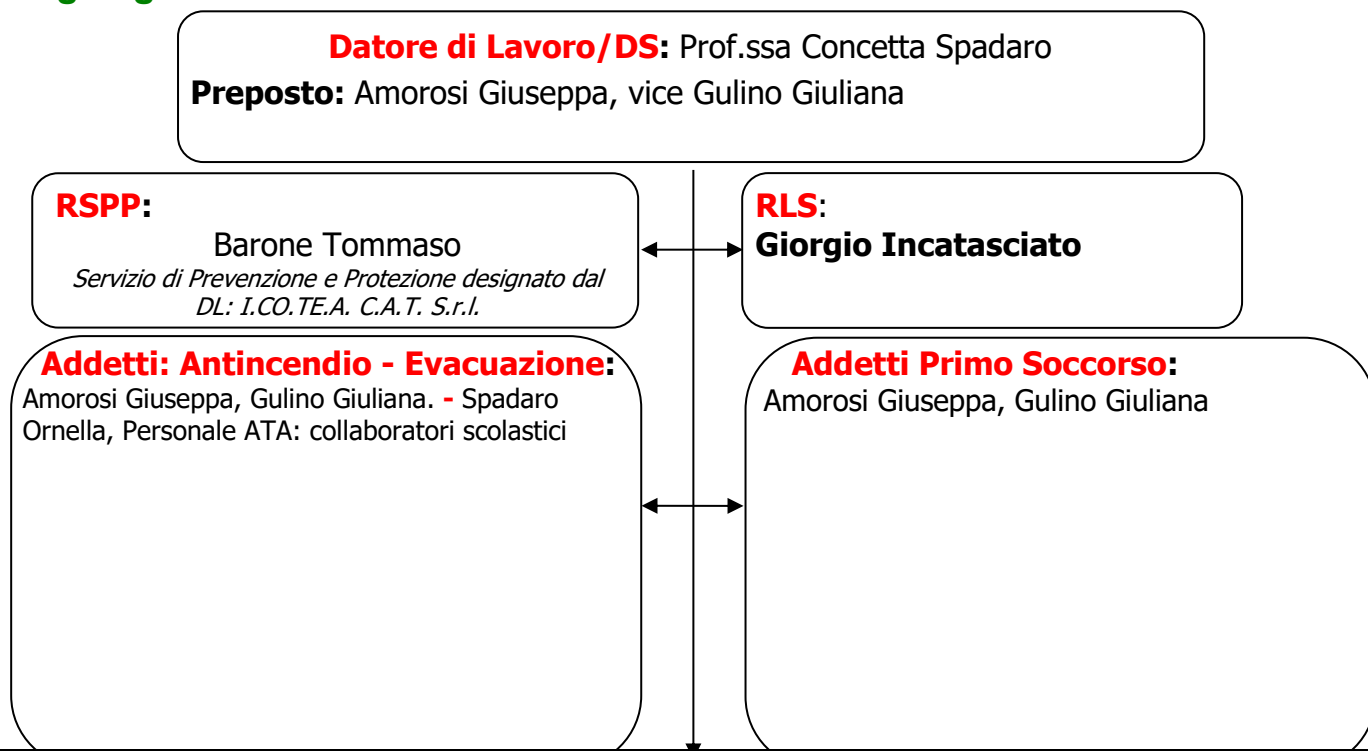 Datore di Lavoro/DS: Prof.ssa Concetta Spadaro
Preposto: Amorosi Giuseppa, vice Gulino Giuliana
RSPP:
Barone Tommaso
Servizio di Prevenzione e Protezione designato dal
DL: I.CO.TE.A. C.A.T. S.r.l.
RLS:
Giorgio Incatasciato
Addetti: Antincendio - Evacuazione:
Amorosi Giuseppa, Gulino Giuliana. - Spadaro
Ornella, Personale ATA: collaboratori scolastici
Addetti Primo Soccorso:
Amorosi Giuseppa, Gulino Giuliana